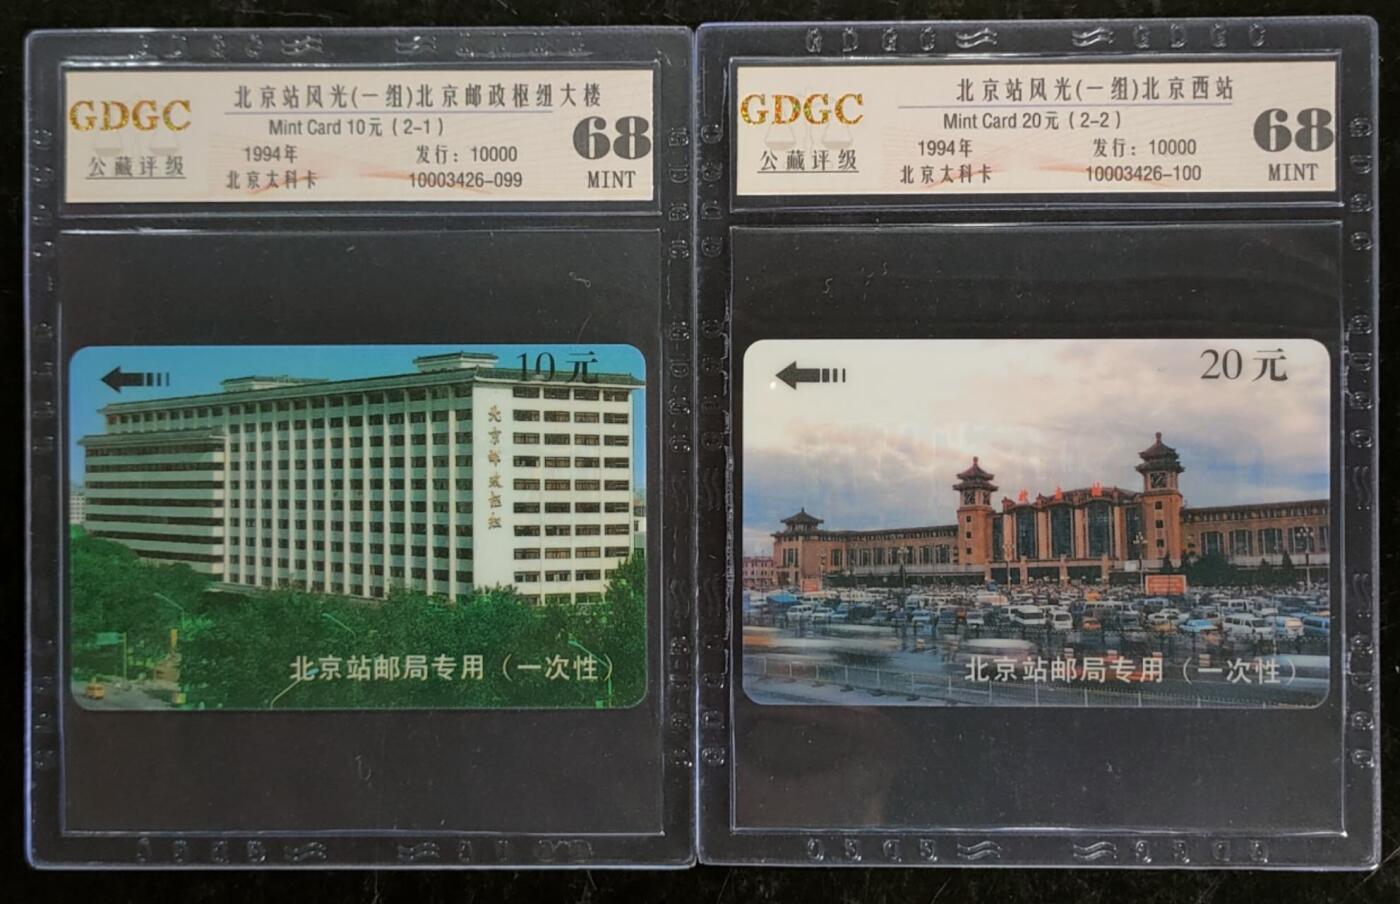 GDGC
公藏评级
北京站风光(一组)北京邮政枢纽大楼
Mint Card 10元（2-1）
1994年 发行：10000
北京太科卡 10003426-099
68
MINT
10元
北京邮政枢纽
北京站邮局专用（一次性）
GDGC
公藏评级
北京站风光(一组)北京西站
Mint Card 20元（2-2）
1994年 发行：10000
北京太科卡 10003426-100
68
MINT
20元
北京站
北京站邮局专用（一次性）